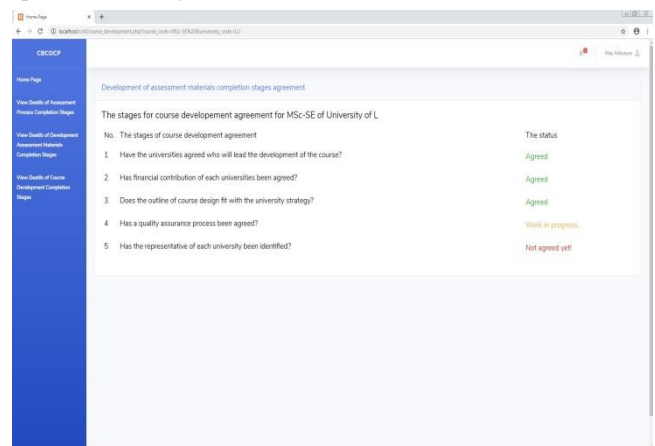 Home Page
CBCOCP
Home Page
View Deatils of Assessment
Process Completion Stages
View Deatils of Development
Assessment Materials
Completion Stages
View Deatils of Course
Development Completion
Stages
Development of assessment materials completion stages agreement
The stages for course developement agreement for MSc-SE of University of L
No. The stages of course development agreement The status
1 Have the universities agreed who will lead the development of the course? Agreed
2 Has financial contribution of each universities been agreed? Agreed
3 Does the outline of course design fit with the university strategy? Agreed
4 Has a quality assurance process been agreed? Work in progress.
5 Has the representative of each university been identified? Not agreed yet!